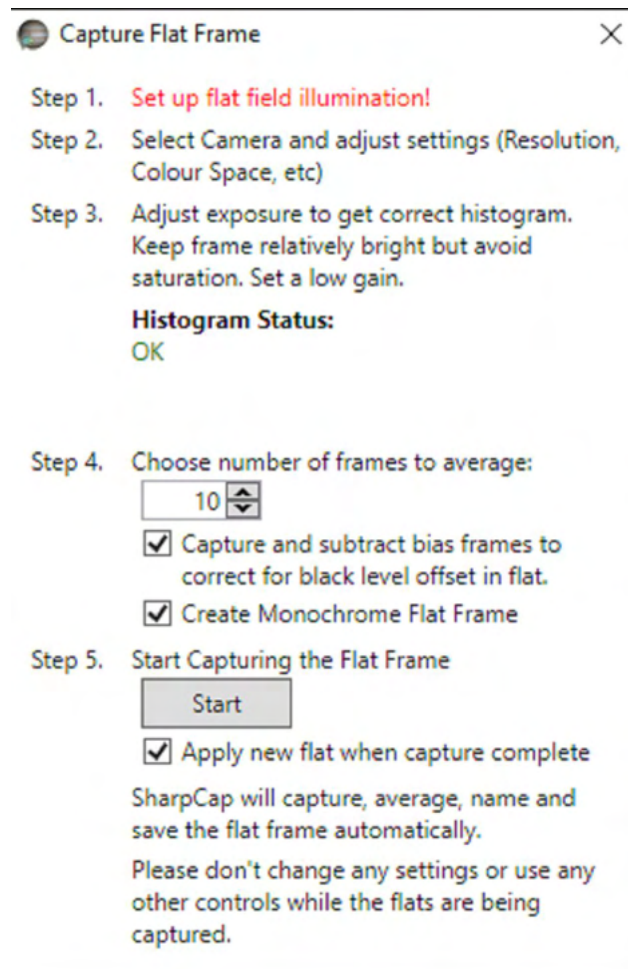 Capture Flat Frame
Step 1. Set up flat field illumination!
Step 2. Select Camera and adjust settings (Resolution,
Colour Space, etc)
Step 3. Adjust exposure to get correct histogram.
Keep frame relatively bright but avoid
saturation. Set a low gain.
Histogram Status:
OK
Step 4. Choose number of frames to average:
10
Capture and subtract bias frames to
correct for black level offset in flat.
Create Monochrome Flat Frame
Step 5. Start Capturing the Flat Frame
Start
Apply new flat when capture complete
SharpCap will capture, average, name and
save the flat frame automatically.
Please don't change any settings or use any
other controls while the flats are being
captured.